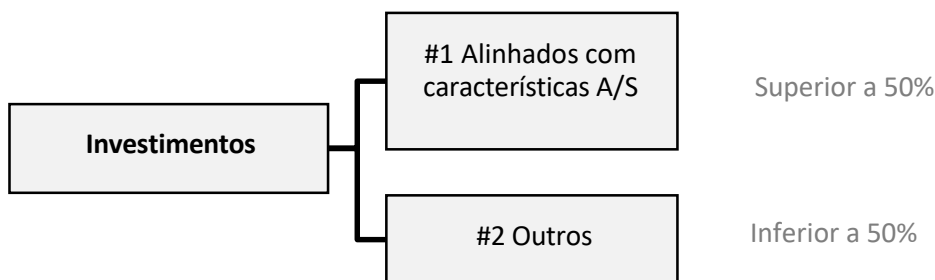 #1 Alinhados com
características A/S
Superior a 50%
Investimentos
#2 Outros
Inferior a 50%